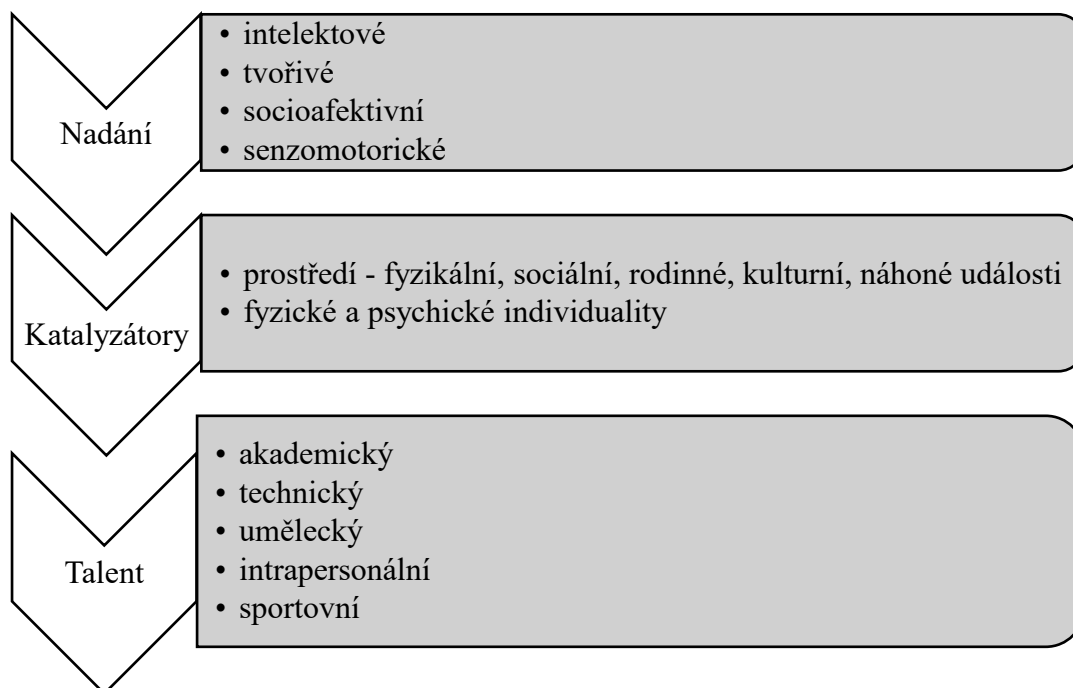 Nadání
• intelektové
• tvořivé
• socioafektivní
• senzomotorické
Katalyzátory
• prostředí - fyzikální, sociální, rodinné, kulturní, náhoné události
• fyzické a psychické individuality
Talent
• akademický
• technický
• umělecký
• intrapersonální
• sportovní